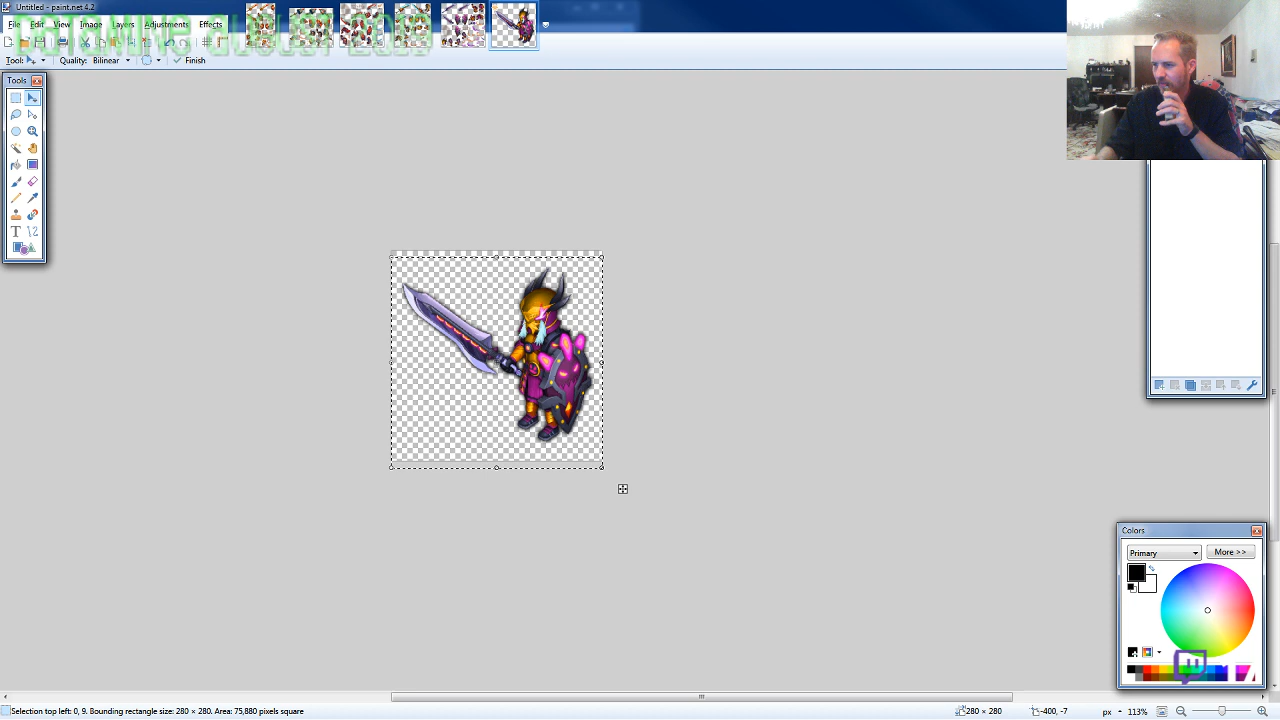 Untitled - paint.net 4.2
File Edit View Image Layers Adjustments Effects
Tool: Quality: Bilinear Finish
Tools
Colors
Primary More >>
Selection top left: 0, 9. Bounding rectangle size: 280 × 280. Area: 75,880 pixels square
280 × 280 -400, -7 px 113%